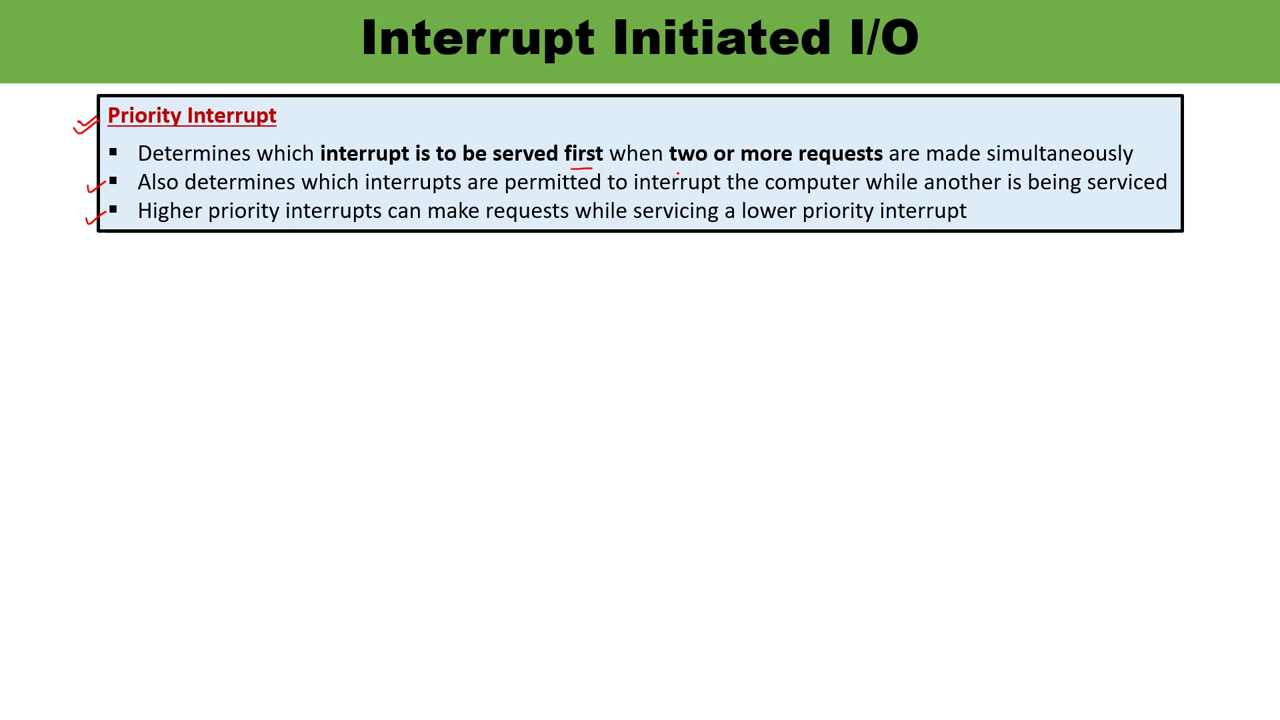 Interrupt Initiated I/O
Priority Interrupt
▪ Determines which interrupt is to be served first when two or more requests are made simultaneously
▪ Also determines which interrupts are permitted to interrupt the computer while another is being serviced
▪ Higher priority interrupts can make requests while servicing a lower priority interrupt